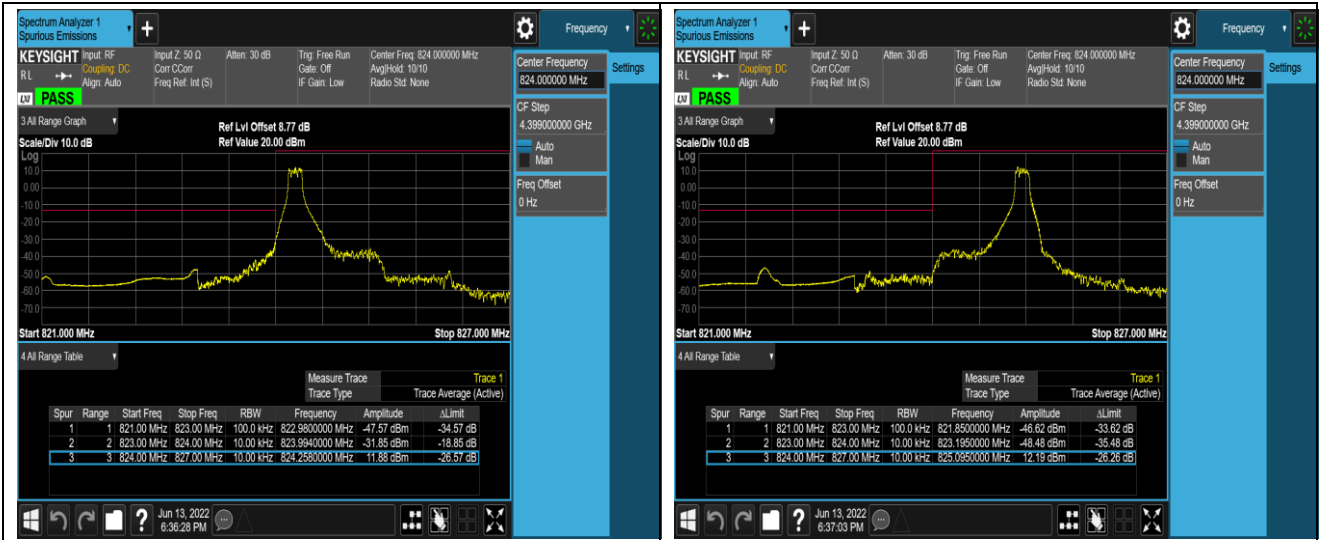 Spectrum Analyzer 1
Spurious Emissions
+
Frequency
KEYSIGHT Input: RF Input Z: 50 Ω Atten: 30 dB Trig: Free Run Center Freq: 824.000000 MHz
RL Coupling: DC Corr CCorr Gate: Off Avg|Hold: 10/10
Align: Auto Freq Ref: Int (S) IF Gain: Low Radio Std: None
LXI PASS
Center Frequency
824.000000 MHz
Settings
CF Step
4.399000000 GHz
Auto
Man
Freq Offset
0 Hz
3 All Range Graph
Ref Lvl Offset 8.77 dB
Scale/Div 10.0 dB Ref Value 20.00 dBm
Log
10.0
0.00
-10.0
-20.0
-30.0
-40.0
-50.0
-60.0
-70.0
Start 821.000 MHz Stop 827.000 MHz
4 All Range Table
Measure Trace Trace 1
Trace Type Trace Average (Active)
Spur Range Start Freq Stop Freq RBW Frequency Amplitude ΔLimit
1 1 821.00 MHz 823.00 MHz 100.0 kHz 822.9800000 MHz -47.57 dBm -34.57 dB
2 2 823.00 MHz 824.00 MHz 10.00 kHz 823.9940000 MHz -31.85 dBm -18.85 dB
3 3 824.00 MHz 827.00 MHz 10.00 kHz 824.2580000 MHz 11.88 dBm -26.57 dB
?
Jun 13, 2022
6:36:28 PM
Spectrum Analyzer 1
Spurious Emissions
+
Frequency
KEYSIGHT Input: RF Input Z: 50 Ω Atten: 30 dB Trig: Free Run Center Freq: 824.000000 MHz
RL Coupling: DC Corr CCorr Gate: Off Avg|Hold: 10/10
Align: Auto Freq Ref: Int (S) IF Gain: Low Radio Std: None
LXI PASS
Center Frequency
824.000000 MHz
Settings
CF Step
4.399000000 GHz
Auto
Man
Freq Offset
0 Hz
3 All Range Graph
Ref Lvl Offset 8.77 dB
Scale/Div 10.0 dB Ref Value 20.00 dBm
Log
10.0
0.00
-10.0
-20.0
-30.0
-40.0
-50.0
-60.0
-70.0
Start 821.000 MHz Stop 827.000 MHz
4 All Range Table
Measure Trace Trace 1
Trace Type Trace Average (Active)
Spur Range Start Freq Stop Freq RBW Frequency Amplitude ΔLimit
1 1 821.00 MHz 823.00 MHz 100.0 kHz 821.8500000 MHz -46.62 dBm -33.62 dB
2 2 823.00 MHz 824.00 MHz 10.00 kHz 823.1950000 MHz -48.48 dBm -35.48 dB
3 3 824.00 MHz 827.00 MHz 10.00 kHz 825.0950000 MHz 12.19 dBm -26.26 dB
?
Jun 13, 2022
6:37:03 PM